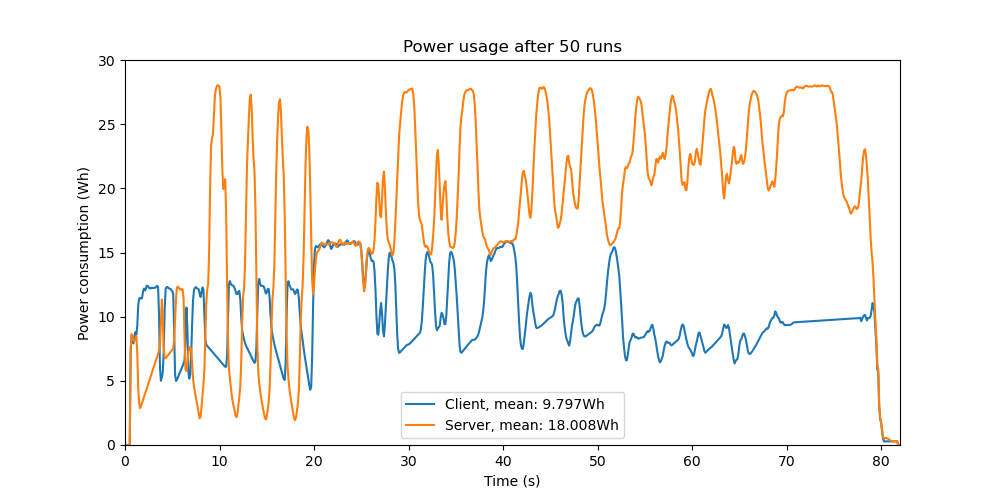 Power usage after 50 runs
Power consumption (Wh)
30
25
20
15
10
5
0
0 10 20 30 40 50 60 70 80
Time (s)
Client, mean: 9.797Wh
Server, mean: 18.008Wh